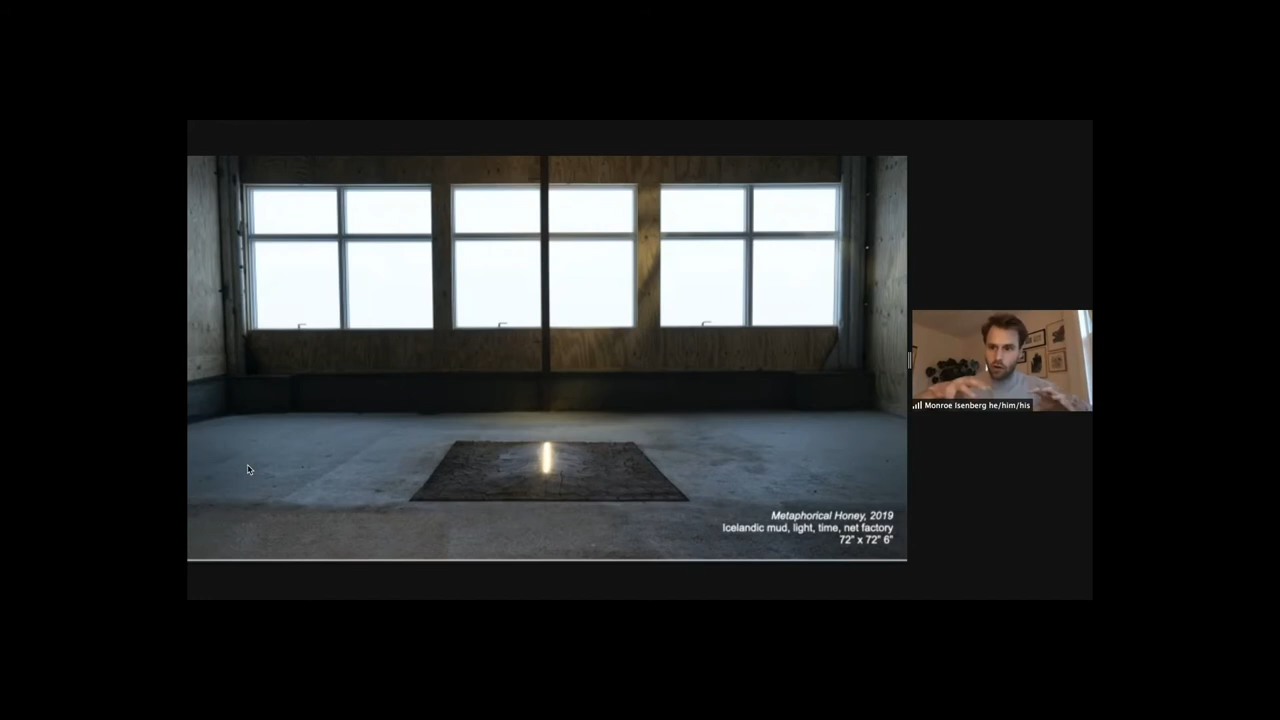 Metaphorical Honey, 2019
Icelandic mud, light, time, net factory
72" x 72" 6"
Monroe Isenberg he/him/his